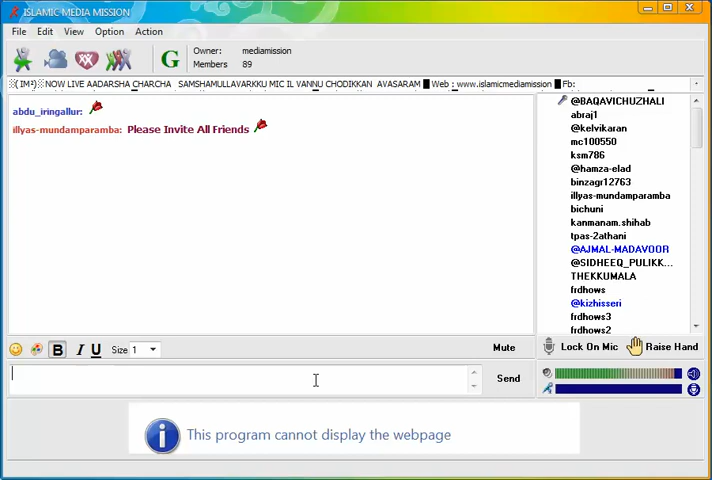 ISLAMIC MEDIA MISSION
File Edit View Option Action
G Owner: mediamission
Members 89
:( IM²) NOW LIVE AADARSHA CHARCHA SAMSHAMULLAVARKKU MIC IL VANNU CHODIKKAN AVASARAM Web : www.islamicmediamission Fb:
abdu_iringallur:
illyas-mundamparamba: Please Invite All Friends
@BAQAVICHUZHALI
abraj1
@kelvikaran
mc100550
ksm786
@hamza-elad
binzagr12763
illyas-mundamparamba
bichuni
kanmanam.shihab
tpas-2athani
@AJMAL-MADAVOOR
@SIDHEEQ_PULIKK...
THEKKUMALA
frdhows
@kizhisseri
frdhows3
frdhows2
B I U Size 1 Mute
Lock On Mic Raise Hand
Send
This program cannot display the webpage